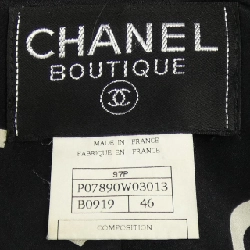 CHANEL
BOUTIQUE
MADE IN FRANCE
FABRIQUE EN FRANCE
97P
P07890W03013
B0919 46
COMPOSITION